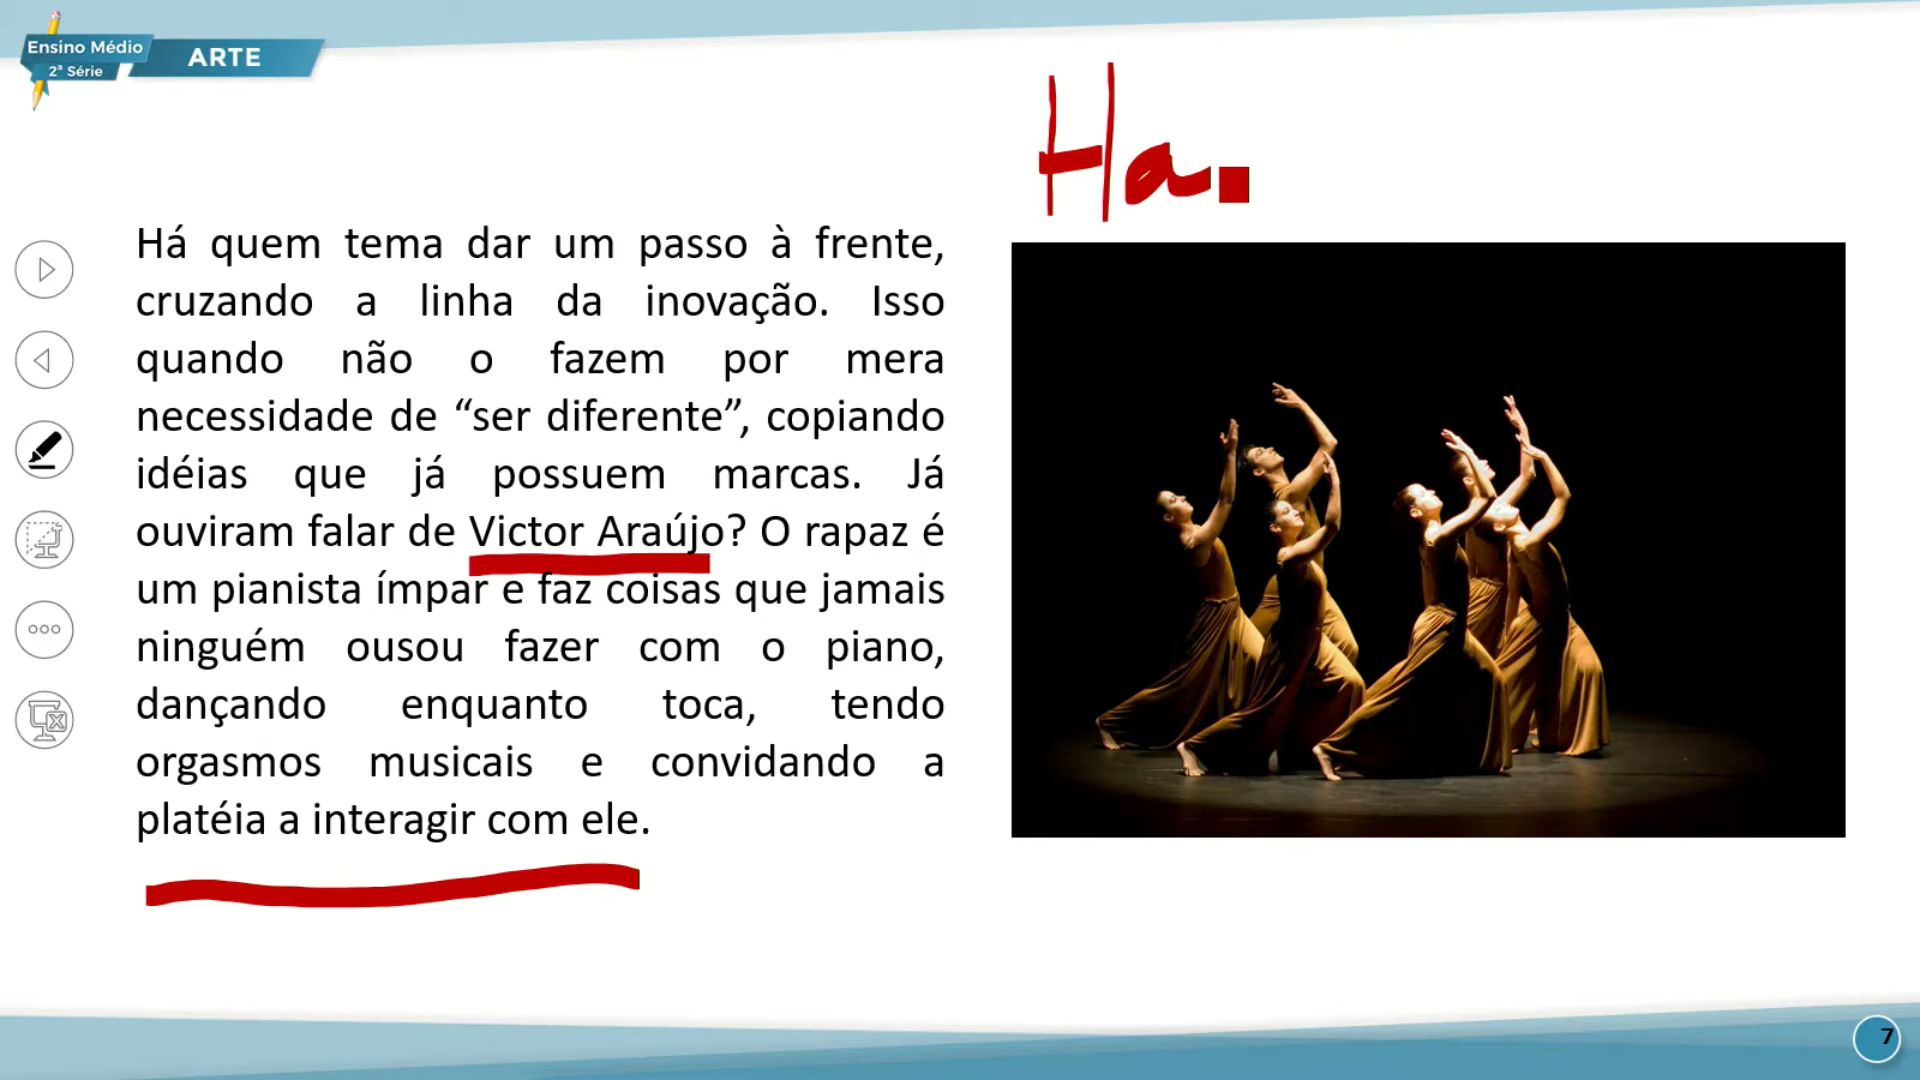 Ensino Médio
2ª Série
ARTE
Ha.
Há quem tema dar um passo à frente,
cruzando a linha da inovação. Isso
quando não o fazem por mera
necessidade de “ser diferente”, copiando
idéias que já possuem marcas. Já
ouviram falar de Victor Araújo? O rapaz é
um pianista ímpar e faz coisas que jamais
ninguém ousou fazer com o piano,
dançando enquanto toca, tendo
orgasmos musicais e convidando a
platéia a interagir com ele.
7